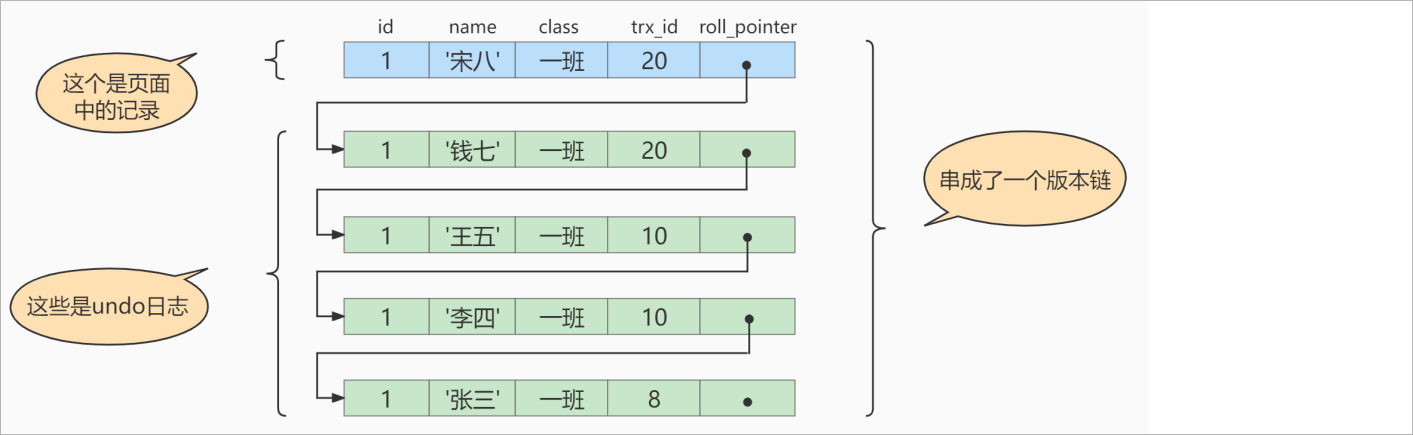 id name class trx_id roll_pointer
1 '宋八' 一班 20
这个是页面
中的记录
1 '钱七' 一班 20
串成了一个版本链
1 '王五' 一班 10
这些是undo日志
1 '李四' 一班 10
1 '张三' 一班 8